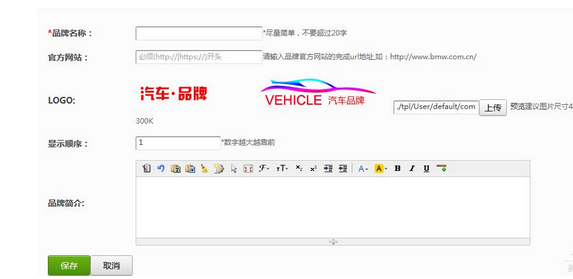 *品牌名称： *尽量简单，不要超过20字
官方网站： 必须(http://|https://)开头 请输入品牌官方网站的完成url地址,如：http://www.bmw.com.cn/
LOGO: 汽车·品牌 VEHICLE 汽车品牌 ./tpl/User/default/com 上传 预览建议图片尺寸4
300K
显示顺序： 1 *数字越大越靠前
品牌简介:
保存 取消